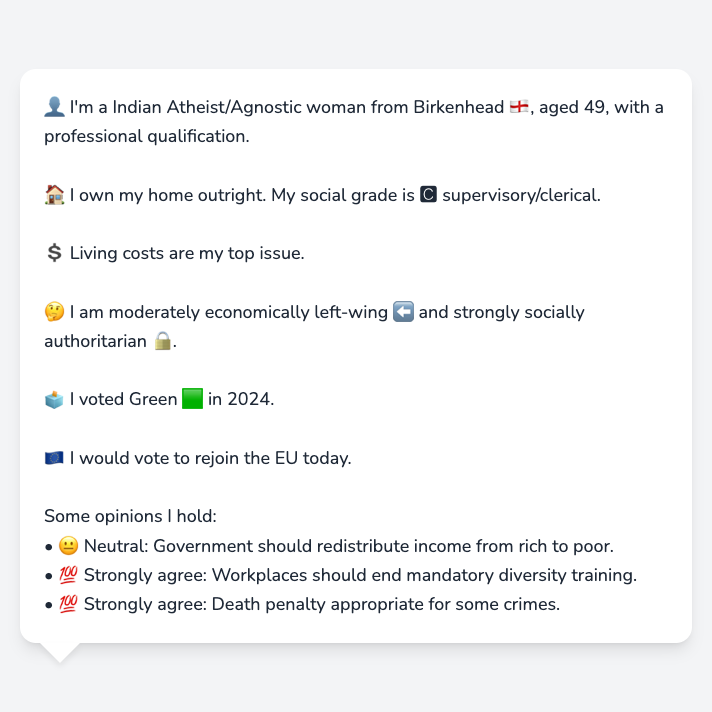 👤 I'm a Indian Atheist/Agnostic woman from Birkenhead 🏴󠁧󠁢󠁥󠁮󠁧󠁿, aged 49, with a
professional qualification.
🏠 I own my home outright. My social grade is 🅲 supervisory/clerical.
💲 Living costs are my top issue.
🤔 I am moderately economically left-wing ⬅️ and strongly socially
authoritarian 🔒.
🗳️ I voted Green 🟩 in 2024.
🇪🇺 I would vote to rejoin the EU today.
Some opinions I hold:
• 😐 Neutral: Government should redistribute income from rich to poor.
• 💯 Strongly agree: Workplaces should end mandatory diversity training.
• 💯 Strongly agree: Death penalty appropriate for some crimes.